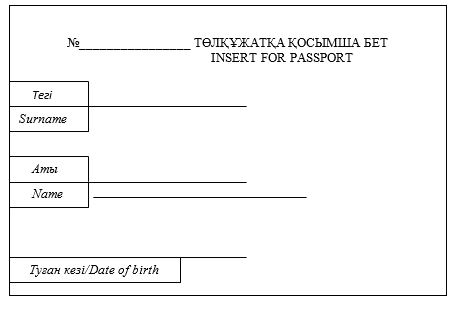 №________________ ТӨЛҚҰЖАТҚА ҚОСЫМША БЕТ
INSERT FOR PASSPORT
Тегі
Surname
Аты
Name
Туған кезі/Date of birth